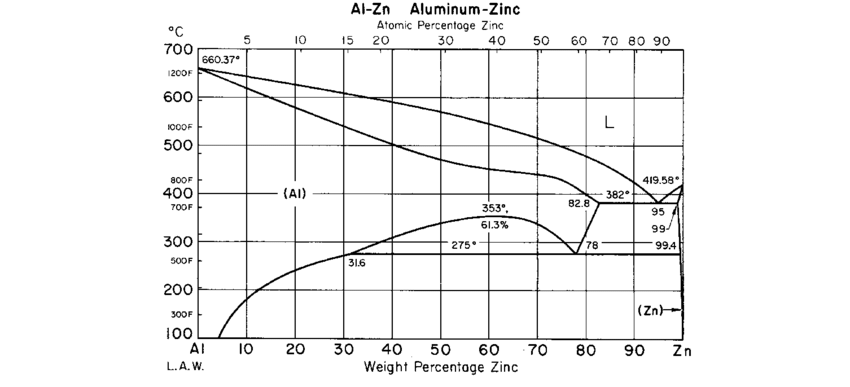 Al-Zn Aluminum-Zinc
Atomic Percentage Zinc
°C
5 10 15 20 30 40 50 60 70 80 90
700
660.37°
1200F
600
1000F
L
500
800F
419.58°
400
(Al)
382°
700F
353°,
82.8
95
61.3%
99
300
275°
78
99.4
500F
31.6
200
300F
(Zn)
100
Al 10 20 30 40 50 60 70 80 90 Zn
L.A.W.
Weight Percentage Zinc